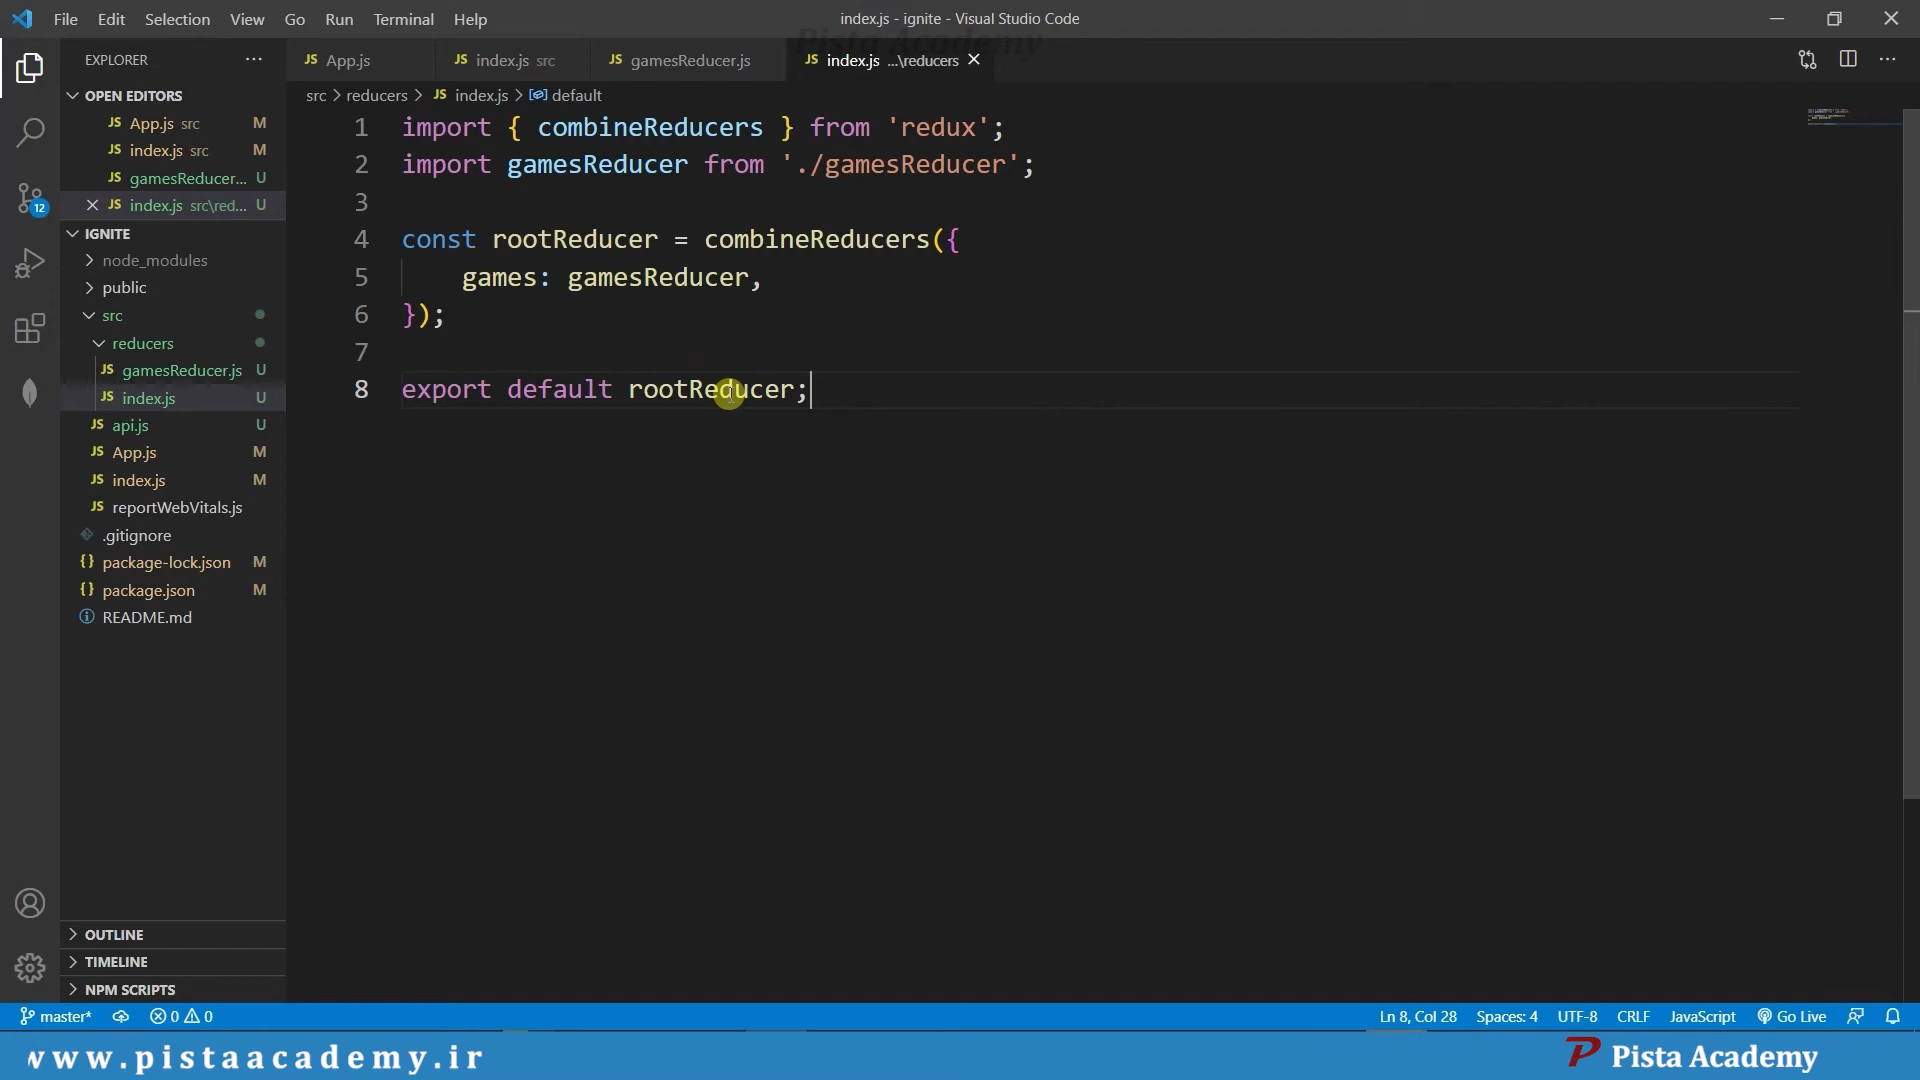 File Edit Selection View Go Run Terminal Help
index.js - ignite - Visual Studio Code
Pista Academy
EXPLORER
JS App.js
JS index.js src
JS gamesReducer.js
JS index.js ...\reducers
OPEN EDITORS
JS App.js src M
JS index.js src M
JS gamesReducer... U
JS index.js src\red... U
IGNITE
node_modules
public
src
reducers
JS gamesReducer.js U
JS index.js U
JS api.js U
JS App.js M
JS index.js M
JS reportWebVitals.js
.gitignore
{} package-lock.json M
{} package.json M
README.md
OUTLINE
TIMELINE
NPM SCRIPTS
12
src > reducers > JS index.js > default
1 import { combineReducers } from 'redux';
2 import gamesReducer from './gamesReducer';
3
4 const rootReducer = combineReducers({
5 games: gamesReducer,
6 });
7
8 export default rootReducer;
master* 0 0
Ln 8, Col 28 Spaces: 4 UTF-8 CRLF JavaScript Go Live
www.pistaacademy.ir
P Pista Academy